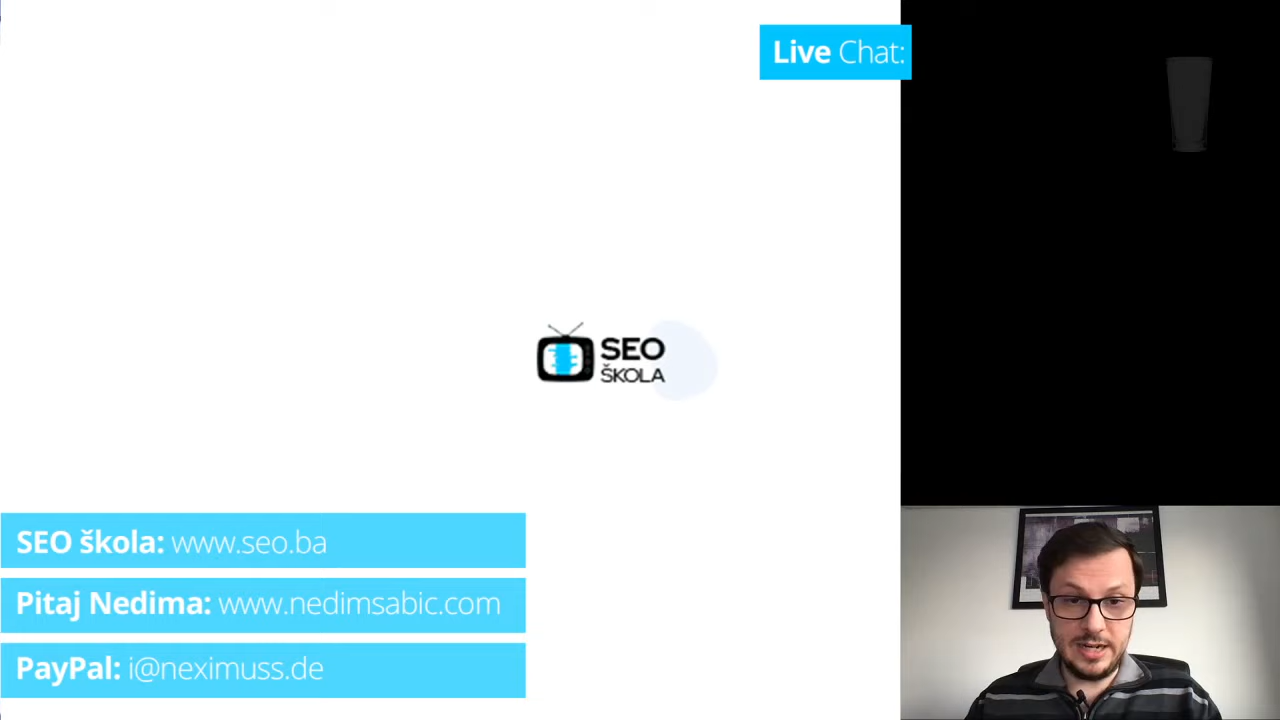 Live Chat:
SEO
ŠKOLA
SEO škola: www.seo.ba
Pitaj Nedima: www.nedimsabic.com
PayPal: i@neximuss.de